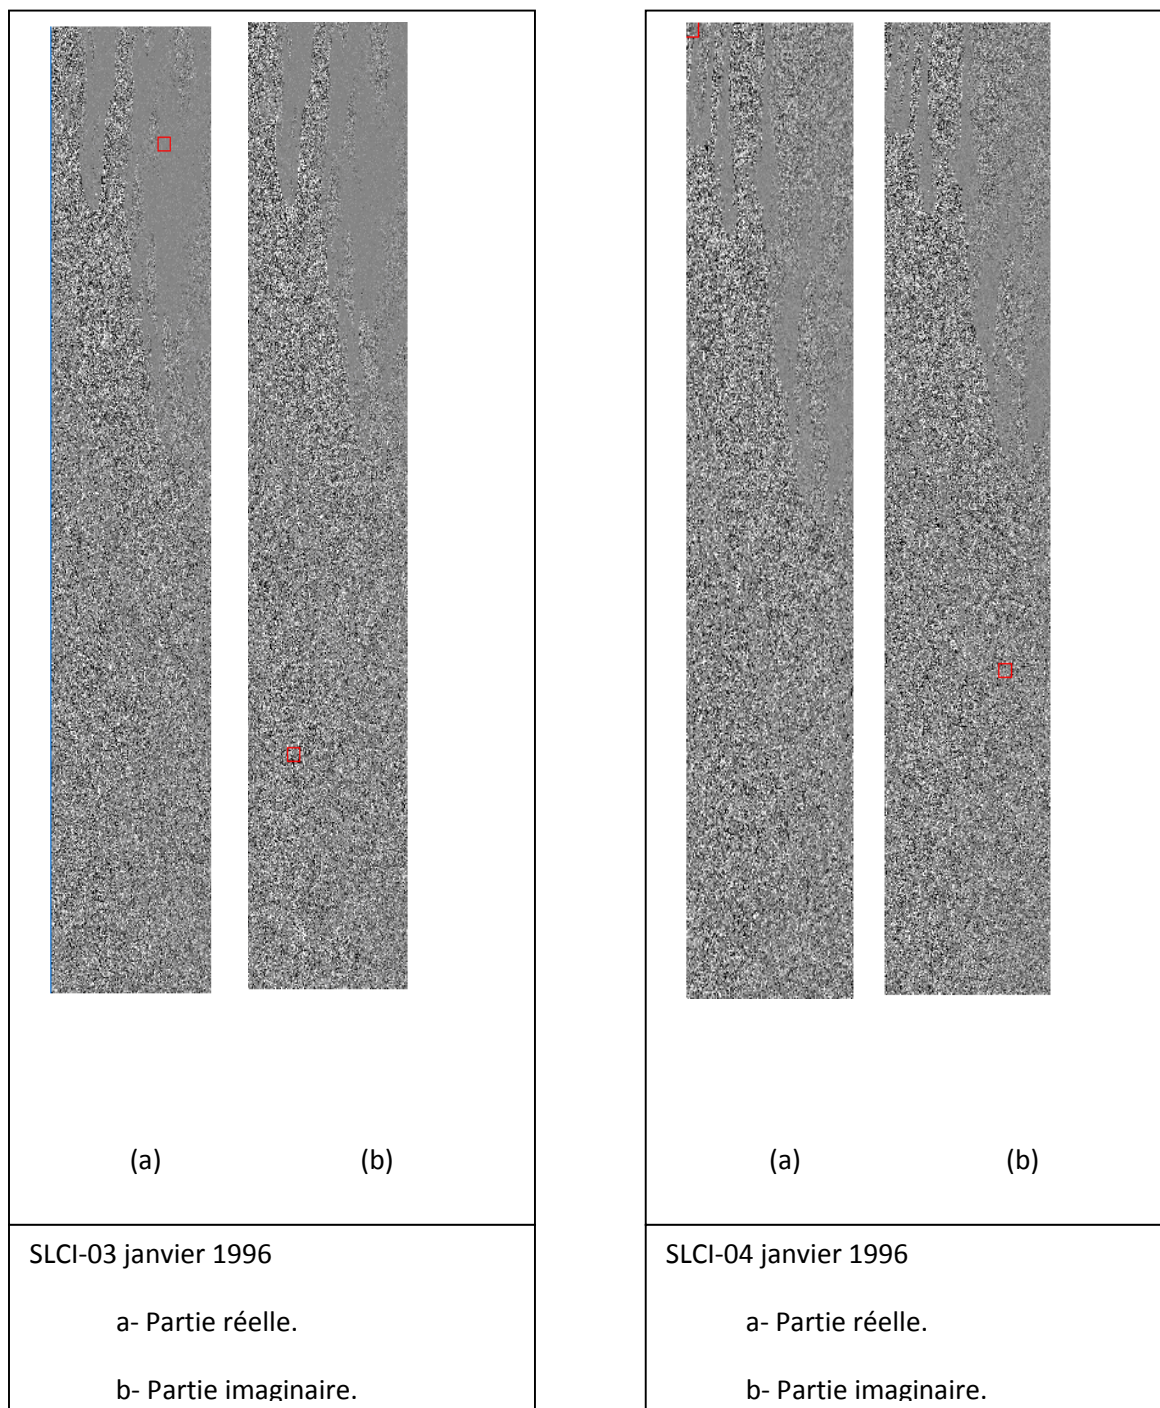 (a) (b)
SLCI-03 janvier 1996
a- Partie réelle.
b- Partie imaginaire.
(a) (b)
SLCI-04 janvier 1996
a- Partie réelle.
b- Partie imaginaire.